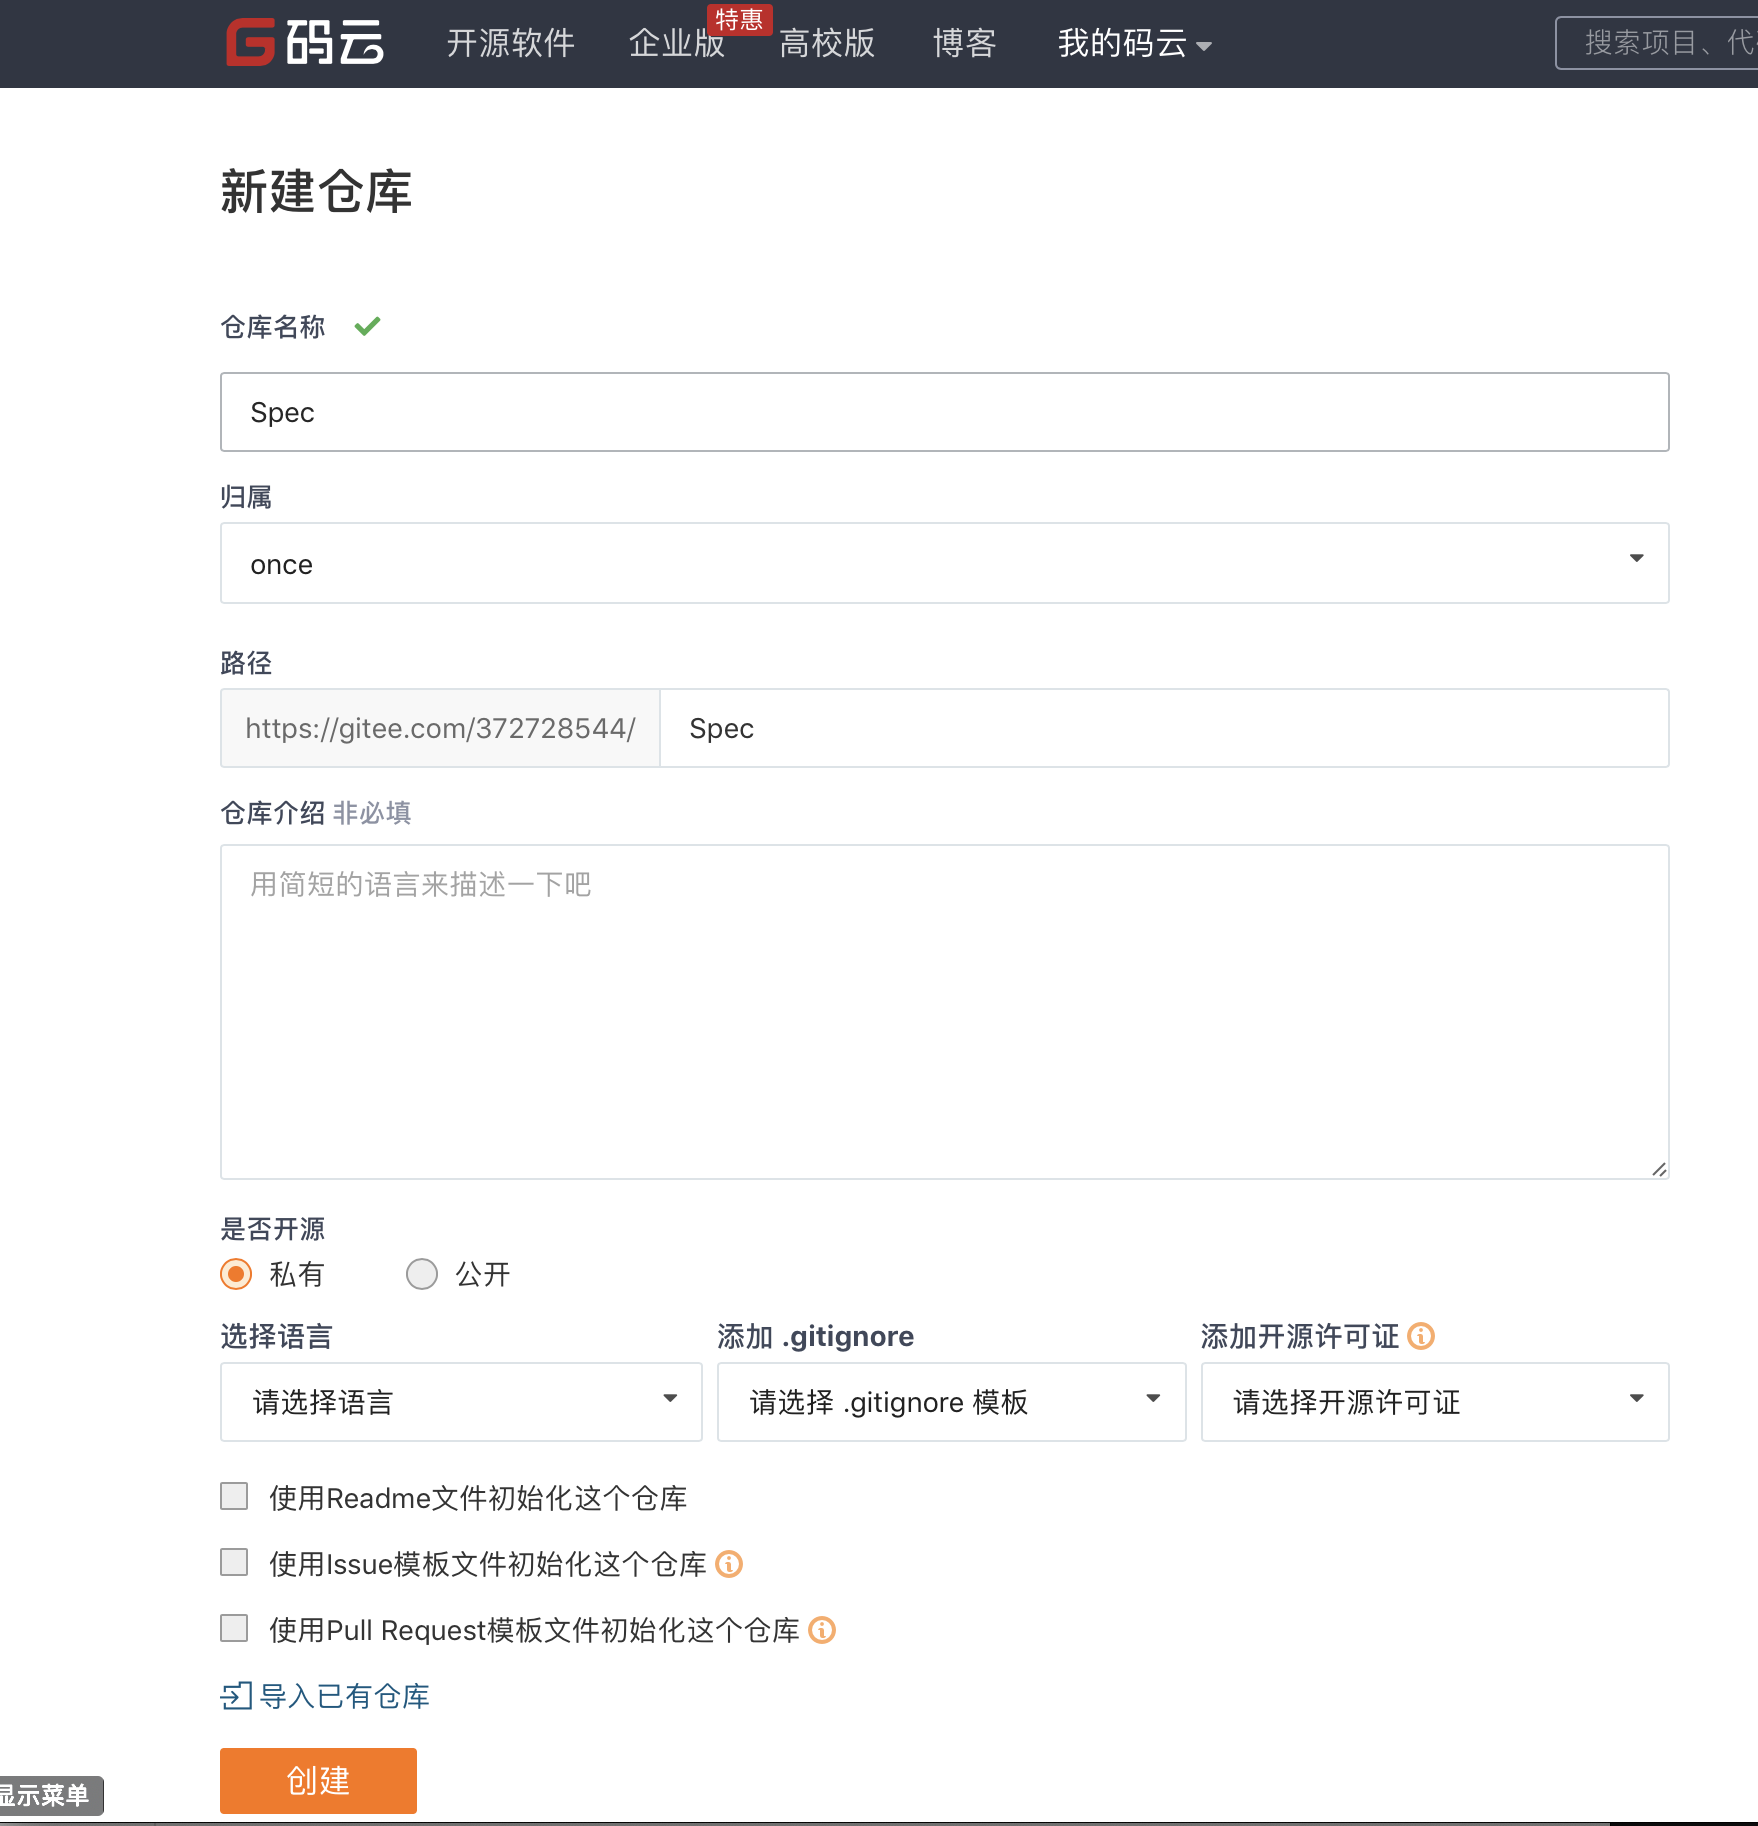 G码云 开源软件 企业版 特惠 高校版 博客 我的码云 搜索项目、代
新建仓库
仓库名称
Spec
归属
once
路径
https://gitee.com/372728544/ Spec
仓库介绍 非必填
用简短的语言来描述一下吧
是否开源
私有 公开
选择语言 添加 .gitignore 添加开源许可证
请选择语言 请选择 .gitignore 模板 请选择开源许可证
使用Readme文件初始化这个仓库
使用Issue模板文件初始化这个仓库
使用Pull Request模板文件初始化这个仓库
导入已有仓库
创建
显示菜单